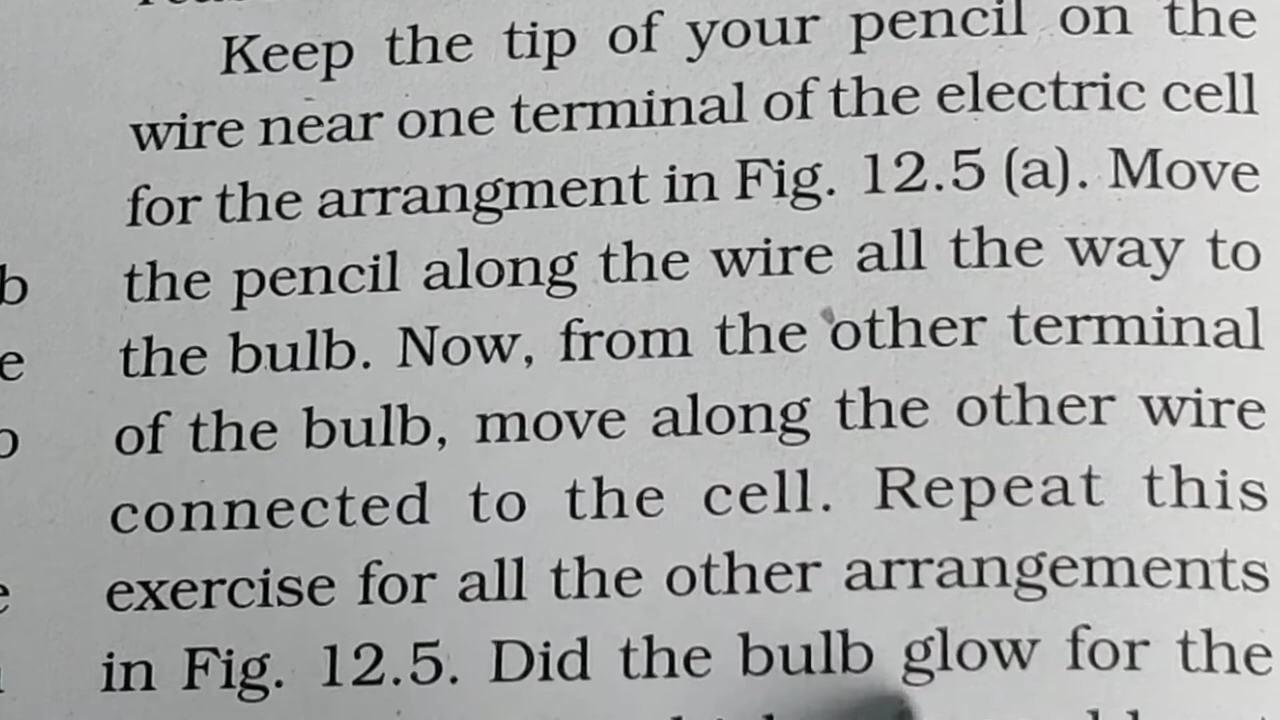 Keep the tip of your pencil on the
wire near one terminal of the electric cell
for the arrangment in Fig. 12.5 (a). Move
the pencil along the wire all the way to
the bulb. Now, from the other terminal
of the bulb, move along the other wire
connected to the cell. Repeat this
exercise for all the other arrangements
in Fig. 12.5. Did the bulb glow for the